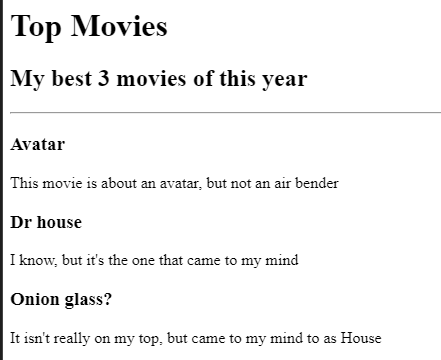 Top Movies
My best 3 movies of this year
Avatar
This movie is about an avatar, but not an air bender
Dr house
I know, but it's the one that came to my mind
Onion glass?
It isn't really on my top, but came to my mind to as House